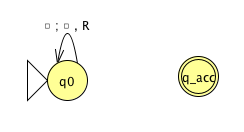 □ ; □ , R
q0
q_acc